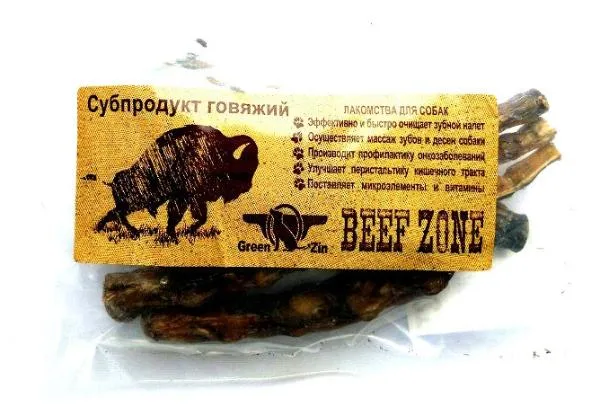 Субпродукт говяжий
ЛАКОМСТВА ДЛЯ СОБАК
Эффективно и быстро очищает зубной налет
Осуществляет массаж зубов и десен собаки
Производит профилактику онкозаболеваний
Улучшает перистальтику кишечного тракта
Поставляет микроэлементы и витамины
Green Zin
BEEF ZONE